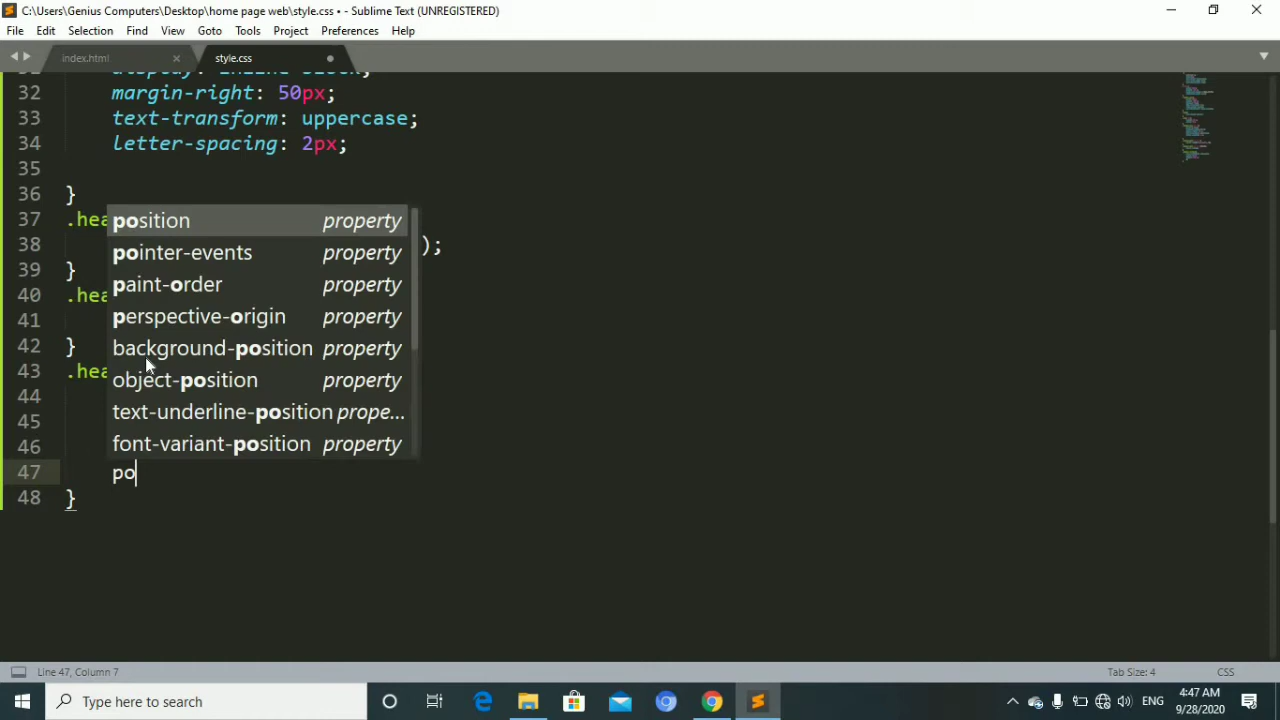 C:\Users\Genius Computers\Desktop\home page web\style.css • - Sublime Text (UNREGISTERED)
File Edit Selection Find View Goto Tools Project Preferences Help
index.html × style.css
32 margin-right: 50px;
33 text-transform: uppercase;
34 letter-spacing: 2px;
35
36 }
37 .hea
position property
38 );
pointer-events property
39 }
paint-order property
40 .hea
perspective-origin property
41
42 }
background-position property
43 .hea
object-position property
44
45
text-underline-position prope...
46
font-variant-position property
47 po
48 }
Line 47, Column 7 Tab Size: 4 CSS
Type here to search ENG 4:47 AM
9/28/2020